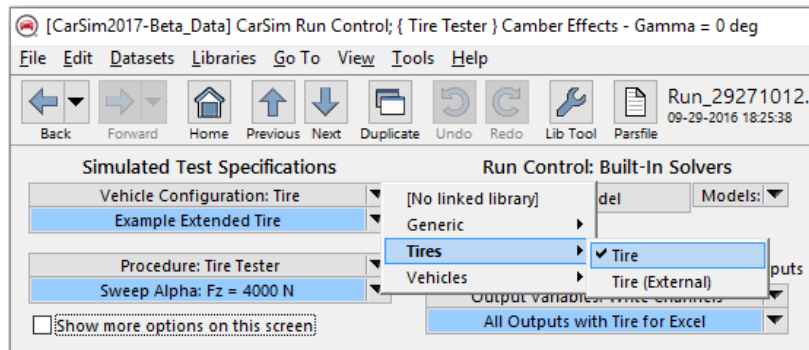 [CarSim2017-Beta_Data] CarSim Run Control; { Tire Tester } Camber Effects - Gamma = 0 deg
File Edit Datasets Libraries Go To View Tools Help
Back Forward Home Previous Next Duplicate Undo Redo Lib Tool Parsfile
Run_29271012.
09-29-2016 18:25:38
Simulated Test Specifications
Run Control: Built-In Solvers
Vehicle Configuration: Tire
Example Extended Tire
[No linked library]
Generic
Tires
Vehicles
del
Models:
Tire
Tire (External)
puts
Procedure: Tire Tester
Sweep Alpha: Fz = 4000 N
Output Variables: Write Channels
All Outputs with Tire for Excel
Show more options on this screen